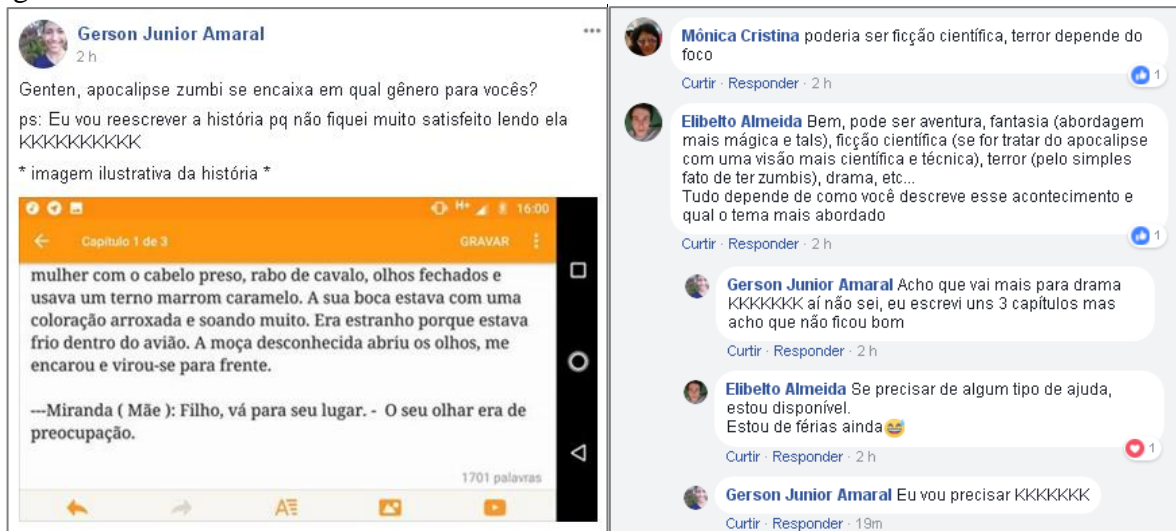 Gerson Junior Amaral
2 h
Genten, apocalipse zumbi se encaixa em qual gênero para vocês?
ps: Eu vou reescrever a história pq não fiquei muito satisfeito lendo ela
KKKKKKKKKK
* imagem ilustrativa da história *
H+ 16:00
Capítulo 1 de 3 GRAVAR
mulher com o cabelo preso, rabo de cavalo, olhos fechados e
usava um terno marrom caramelo. A sua boca estava com uma
coloração arroxada e soando muito. Era estranho porque estava
frio dentro do avião. A moça desconhecida abriu os olhos, me
encarou e virou-se para frente.
---Miranda ( Mãe ): Filho, vá para seu lugar. - O seu olhar era de
preocupação.
1701 palavras
Mônica Cristina poderia ser ficção científica, terror depende do
foco
Curtir · Responder · 2 h
1
Elibelto Almeida Bem, pode ser aventura, fantasia (abordagem
mais mágica e tals), ficção científica (se for tratar do apocalipse
com uma visão mais científica e técnica), terror (pelo simples
fato de ter zumbis), drama, etc...
Tudo depende de como você descreve esse acontecimento e
qual o tema mais abordado
Curtir · Responder · 2 h
1
Gerson Junior Amaral Acho que vai mais para drama
KKKKKKK aí não sei, eu escrevi uns 3 capítulos mas
acho que não ficou bom
Curtir · Responder · 2 h
Elibelto Almeida Se precisar de algum tipo de ajuda,
estou disponível.
Estou de férias ainda😅
Curtir · Responder · 2 h
1
Gerson Junior Amaral Eu vou precisar KKKKKKK
Curtir · Responder · 19m